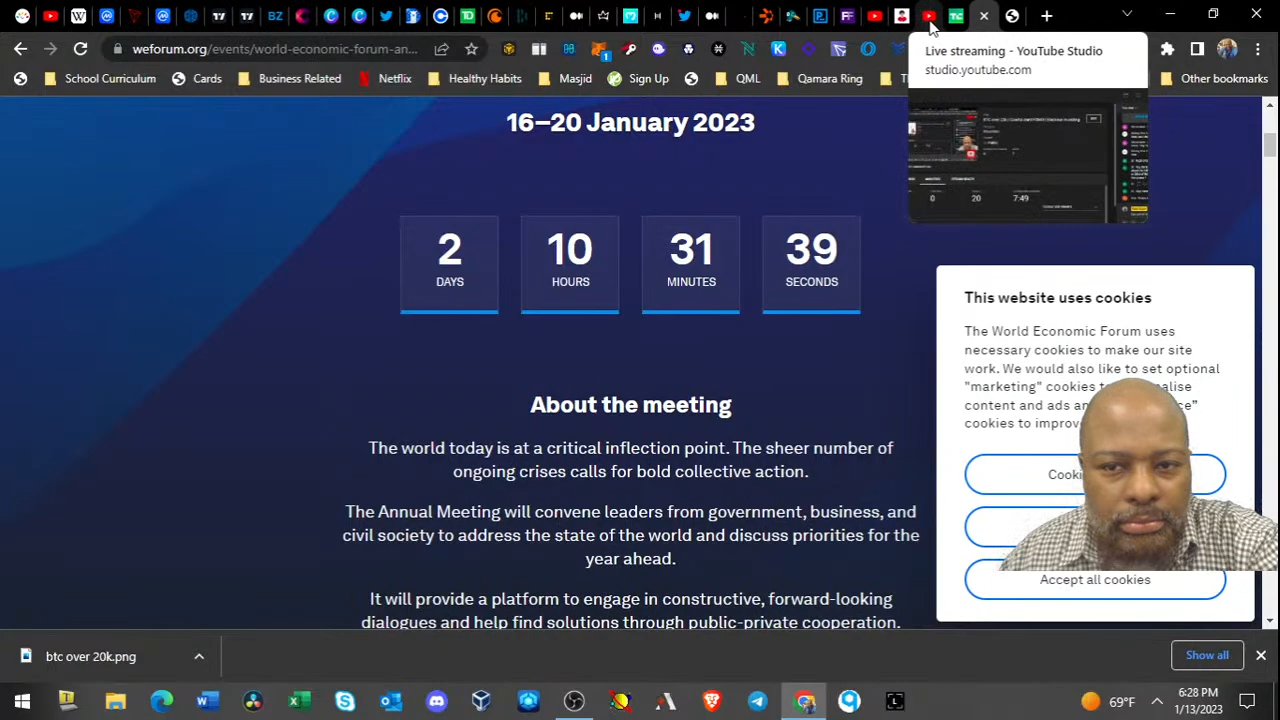 weforum.org/events/world-economic-forum-an...
School Curriculum
Cards
Business Related
Netflix
Healthy Habits
Masjid
Sign Up
QML
Qamara Ring
Other bookmarks
Live streaming - YouTube Studio
studio.youtube.com
0
20
7:49
16–20 January 2023
2
10
31
39
DAYS
HOURS
MINUTES
SECONDS
About the meeting
The world today is at a critical inflection point. The sheer number of
ongoing crises calls for bold collective action.
The Annual Meeting will convene leaders from government, business, and
civil society to address the state of the world and discuss priorities for the
year ahead.
It will provide a platform to engage in constructive, forward-looking
dialogues and help find solutions through public-private cooperation.
This website uses cookies
The World Economic Forum uses
necessary cookies to make our site
work. We would also like to set optional
"marketing" cookies
content and ads
cookies to
Accept all cookies
btc over 20k.png
Show all
69°F
6:28 PM
1/13/2023